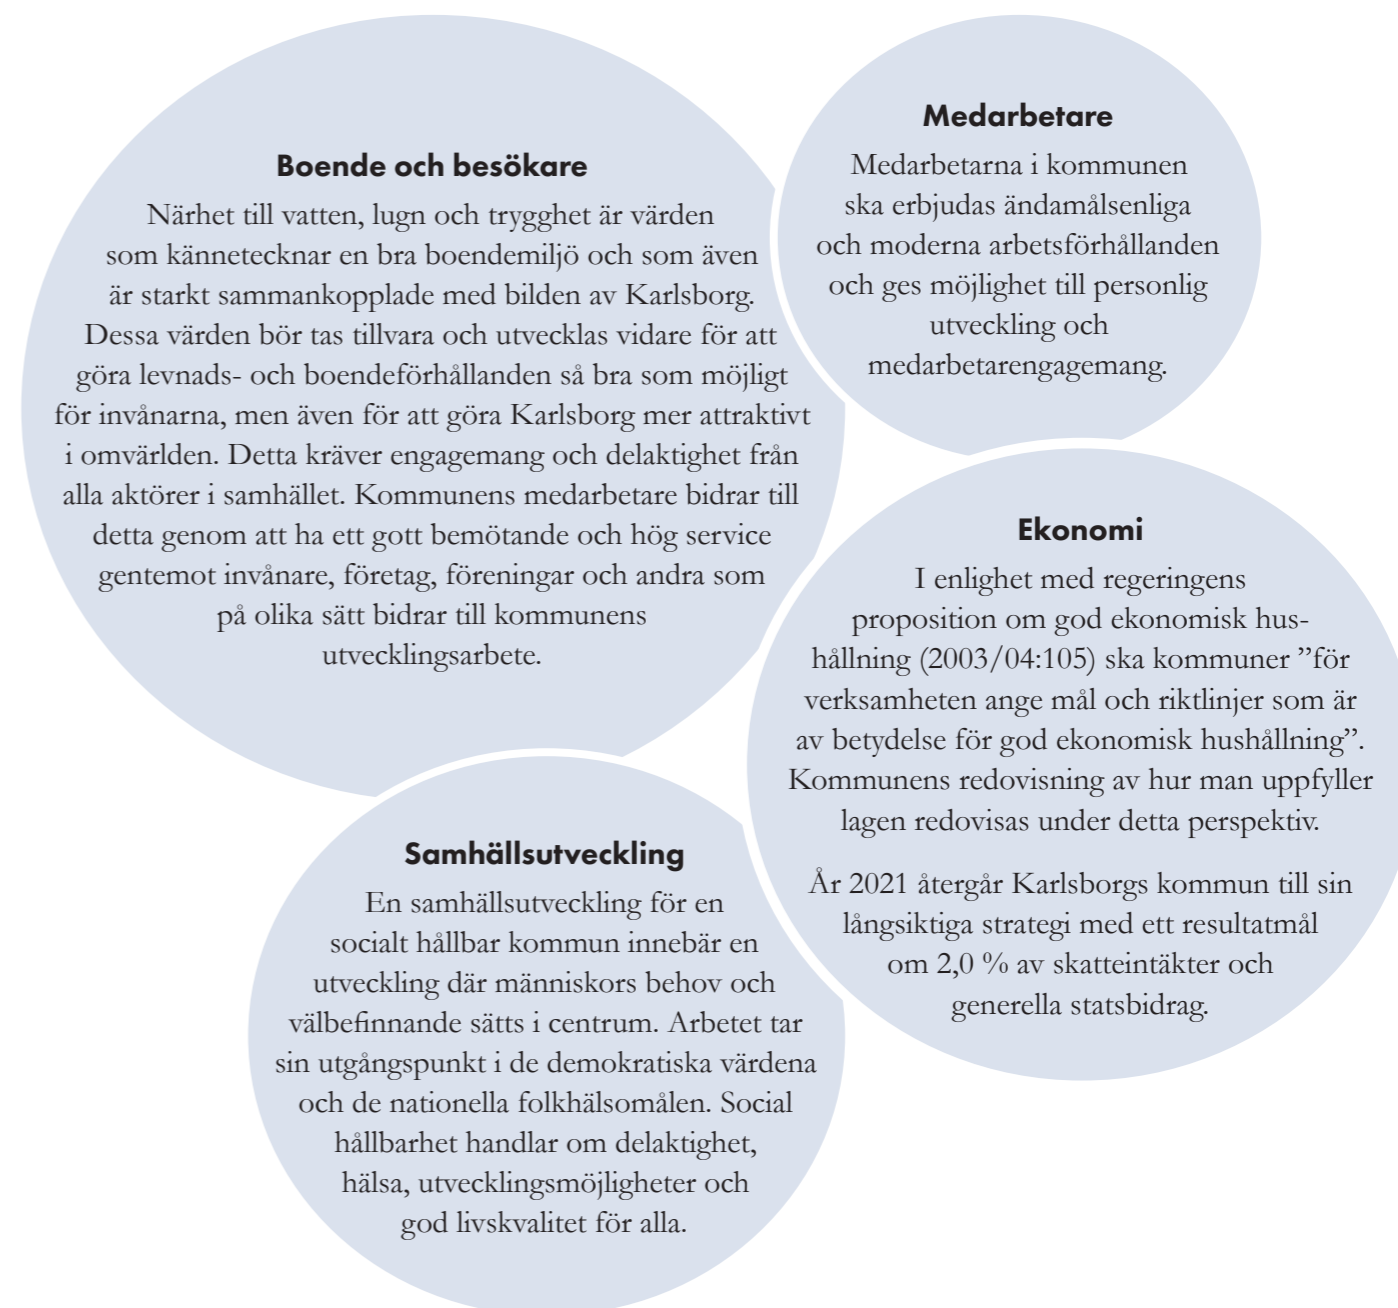 Boende och besökare
Närhet till vatten, lugn och trygghet är värden
som kännetecknar en bra boendemiljö och som även
är starkt sammankopplade med bilden av Karlsborg.
Dessa värden bör tas tillvara och utvecklas vidare för att
göra levnads- och boendeförhållanden så bra som möjligt
för invånarna, men även för att göra Karlsborg mer attraktivt
i omvärlden. Detta kräver engagemang och delaktighet från
alla aktörer i samhället. Kommunens medarbetare bidrar till
detta genom att ha ett gott bemötande och hög service
gentemot invånare, företag, föreningar och andra som
på olika sätt bidrar till kommunens
utvecklingsarbete.
Medarbetare
Medarbetarna i kommunen
ska erbjudas ändamålsenliga
och moderna arbetsförhållanden
och ges möjlighet till personlig
utveckling och
medarbetarengagemang.
Ekonomi
I enlighet med regeringens
proposition om god ekonomisk hus-
hållning (2003/04:105) ska kommuner ”för
verksamheten ange mål och riktlinjer som är
av betydelse för god ekonomisk hushållning”.
Kommunens redovisning av hur man uppfyller
lagen redovisas under detta perspektiv.
År 2021 återgår Karlsborgs kommun till sin
långsiktiga strategi med ett resultatmål
om 2,0 % av skatteintäkter och
generella statsbidrag.
Samhällsutveckling
En samhällsutveckling för en
socialt hållbar kommun innebär en
utveckling där människors behov och
välbefinnande sätts i centrum. Arbetet tar
sin utgångspunkt i de demokratiska värdena
och de nationella folkhälsomålen. Social
hållbarhet handlar om delaktighet,
hälsa, utvecklingsmöjligheter och
god livskvalitet för alla.